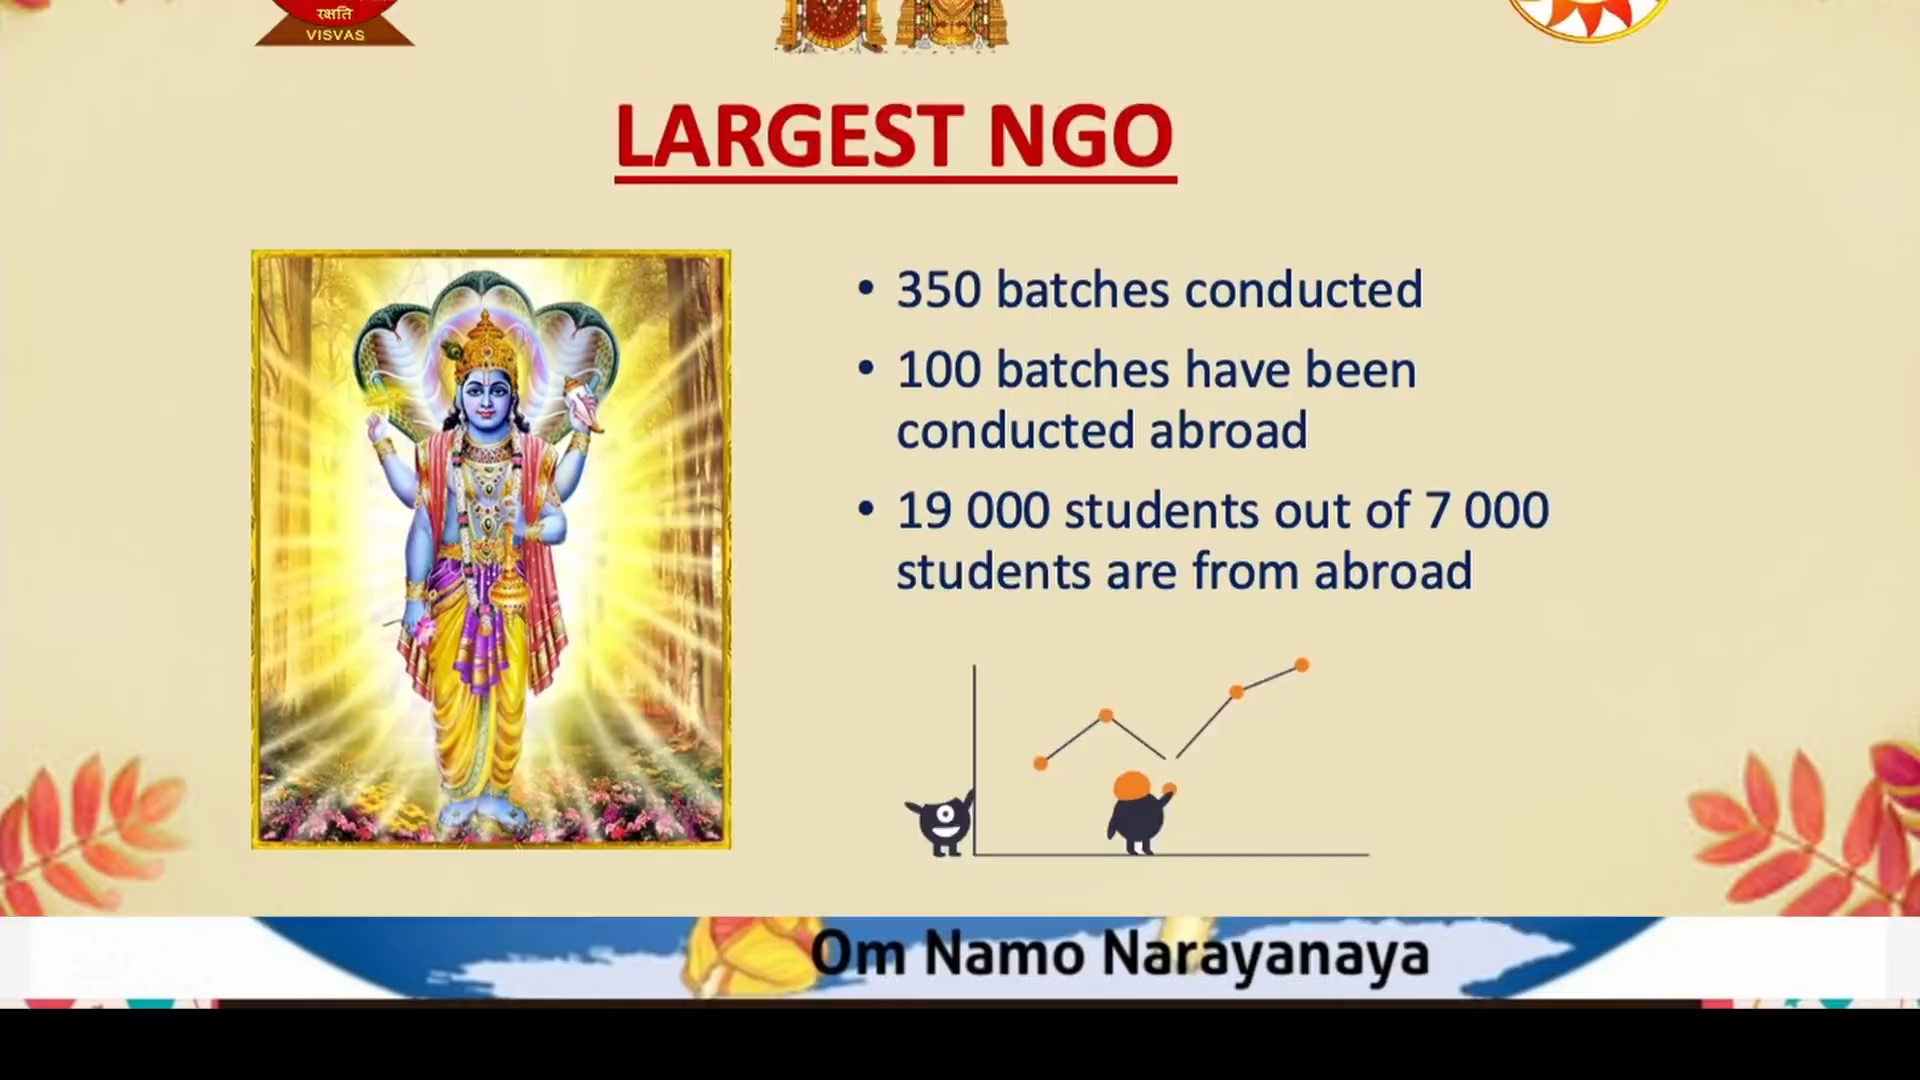 रक्षति
VISVAS
LARGEST NGO
• 350 batches conducted
• 100 batches have been
conducted abroad
• 19 000 students out of 7 000
students are from abroad
Om Namo Narayanaya